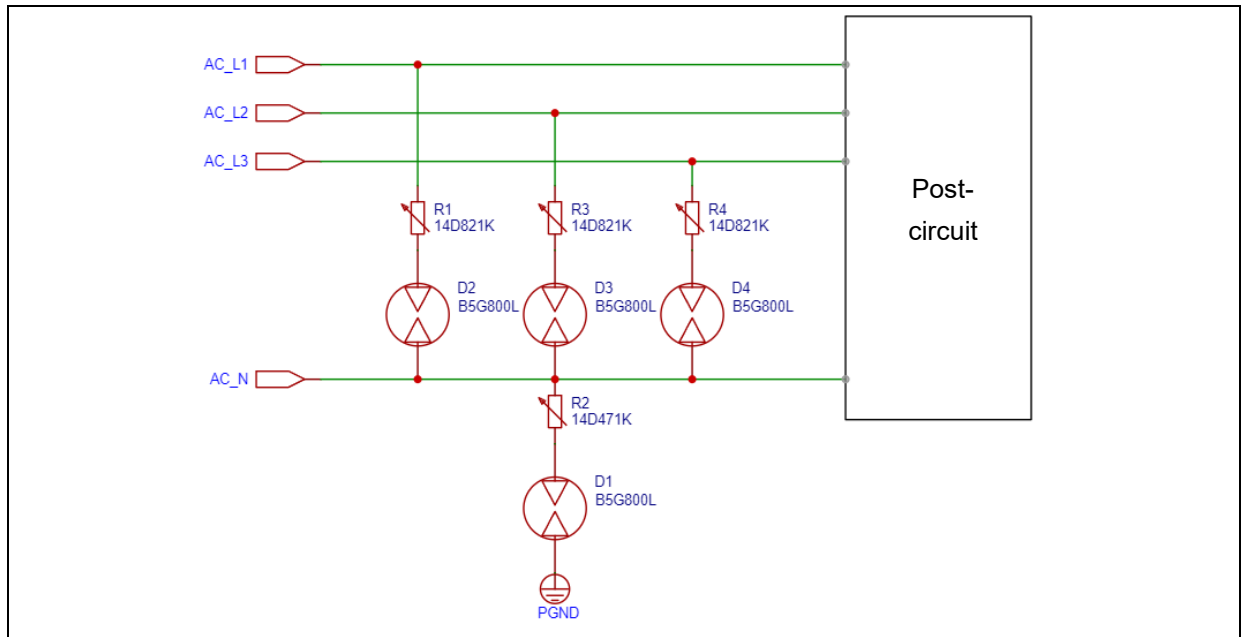 AC_L1
AC_L2
AC_L3
Post-
circuit
R1
14D821K
R3
14D821K
R4
14D821K
D2
B5G800L
D3
B5G800L
D4
B5G800L
AC_N
R2
14D471K
D1
B5G800L
PGND